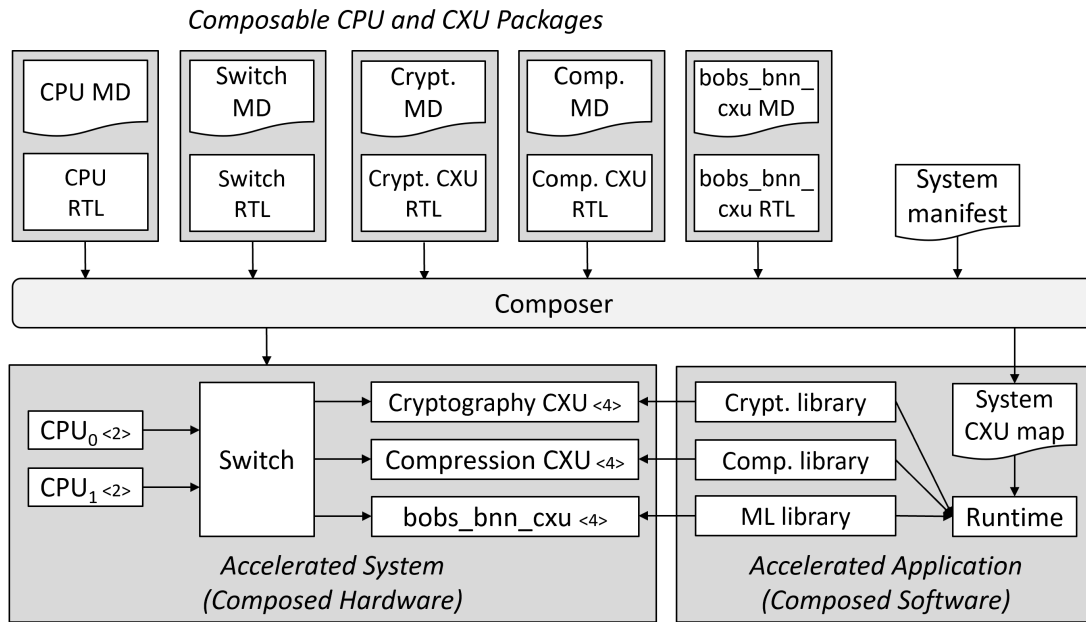 Composable CPU and CXU Packages
CPU MD
CPU
RTL
Switch
MD
Switch
RTL
Crypt.
MD
Crypt. CXU
RTL
Comp.
MD
Comp. CXU
RTL
bobs_bnn_
cxu MD
bobs_bnn_
cxu RTL
System
manifest
Composer
CPU₀ <2>
CPU₁ <2>
Switch
Cryptography CXU <4>
Compression CXU <4>
bobs_bnn_cxu <4>
Accelerated System
(Composed Hardware)
Crypt. library
Comp. library
ML library
System
CXU map
Runtime
Accelerated Application
(Composed Software)